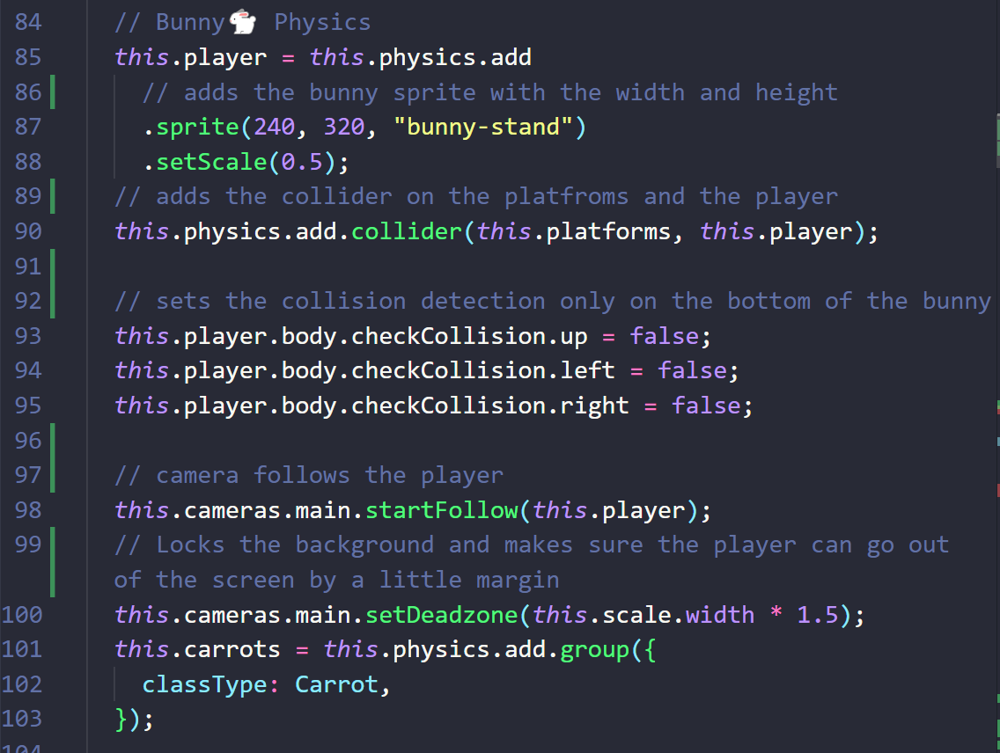 84 // Bunny🐇 Physics
85 this.player = this.physics.add
86 // adds the bunny sprite with the width and height
87 .sprite(240, 320, "bunny-stand")
88 .setScale(0.5);
89 // adds the collider on the platfroms and the player
90 this.physics.add.collider(this.platforms, this.player);
91
92 // sets the collision detection only on the bottom of the bunny
93 this.player.body.checkCollision.up = false;
94 this.player.body.checkCollision.left = false;
95 this.player.body.checkCollision.right = false;
96
97 // camera follows the player
98 this.cameras.main.startFollow(this.player);
99 // Locks the background and makes sure the player can go out
of the screen by a little margin
100 this.cameras.main.setDeadzone(this.scale.width * 1.5);
101 this.carrots = this.physics.add.group({
102 classType: Carrot,
103 });
104